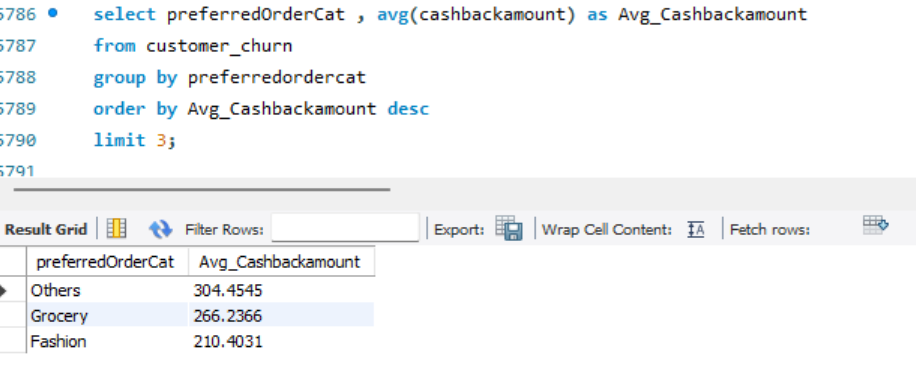 5786 select preferredOrderCat , avg(cashbackamount) as Avg_Cashbackamount
5787 from customer_churn
5788 group by preferredordercat
5789 order by Avg_Cashbackamount desc
5790 limit 3;
5791
Result Grid Filter Rows: Export: Wrap Cell Content: IA Fetch rows:
preferredOrderCat Avg_Cashbackamount
Others 304.4545
Grocery 266.2366
Fashion 210.4031